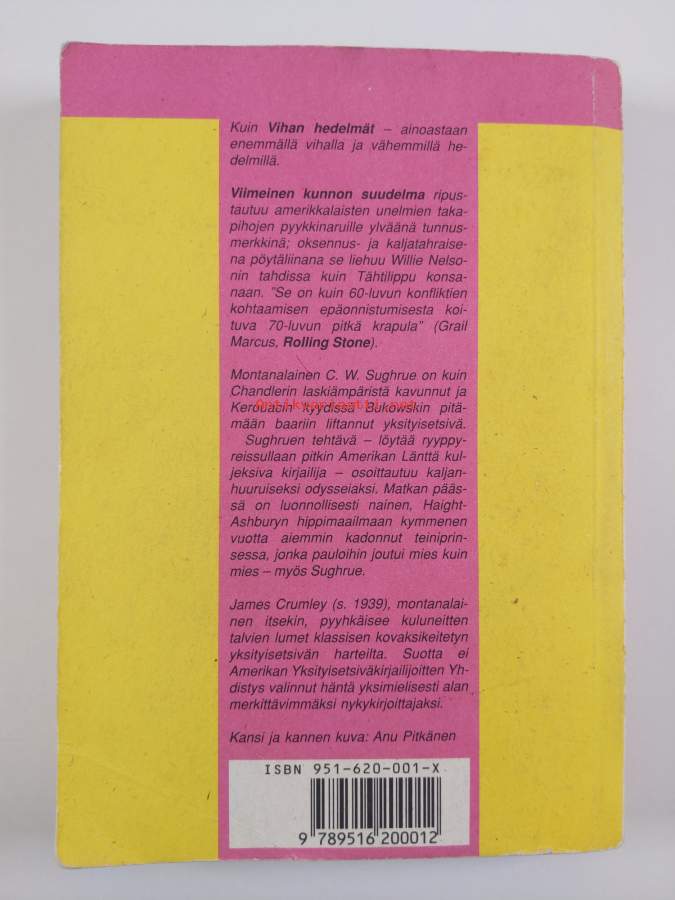 Kuin Vihan hedelmät – ainoastaan
enemmällä vihalla ja vähemmillä he-
delmillä.
Viimeinen kunnon suudelma ripus-
tautuu amerikkalaisten unelmien taka-
pihojen pyykkinaruille ylväänä tunnus-
merkkinä; oksennus- ja kaljatahraise-
na pöytäliinana se liehuu Willie Nelso-
nin tahdissa kuin Tähtilippu konsa-
naan. "Se on kuin 60-luvun konfliktien
kohtaamisen epäonnistumisesta koi-
tuva 70-luvun pitkä krapula" (Grail
Marcus, Rolling Stone).
Montanalainen C. W. Sughrue on kuin
Chandlerin laskiämpäristä kavunnut ja
Kerouacin kyydissä Bukowskin pitä-
mään baariin liftannut yksityisetsivä.
Sughruen tehtävä – löytää ryyppy-
reissullaan pitkin Amerikan Länttä kul-
jeksiva kirjailija – osoittautuu kaljan-
huuruiseksi odysseiaksi. Matkan pääs-
sä on luonnollisesti nainen, Haight-
Ashburyn hippimaailmaan kymmenen
vuotta aiemmin kadonnut teiniprin-
sessa, jonka pauloihin joutui mies kuin
mies – myös Sughrue.
James Crumley (s. 1939), montanalai-
nen itsekin, pyyhkäisee kuluneitten
talvien lumet klassisen kovaksikeitetyn
yksityisetsivän harteilta. Suotta ei
Amerikan Yksityisetsiväkirjailijoitten Yh-
distys valinnut häntä yksimielisesti alan
merkittävimmäksi nykykirjoittajaksi.
Kansi ja kannen kuva: Anu Pitkänen
ISBN 951-620-001-X
9 789516 200012